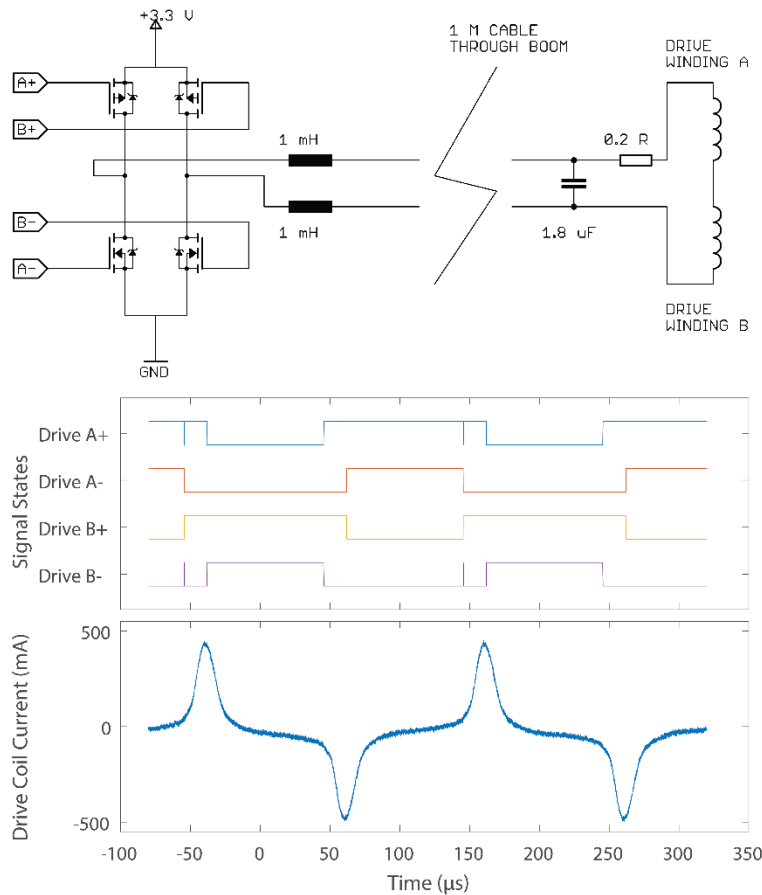 +3.3 V
A+
B+
B-
A-
GND
1 mH
1 mH
1 M CABLE
THROUGH BOOM
0.2 R
1.8 uF
DRIVE
WINDING A
DRIVE
WINDING B
Signal States
Drive A+
Drive A-
Drive B+
Drive B-
Drive Coil Current (mA)
500
0
-500
-100 -50 0 50 100 150 200 250 300 350
Time (µs)